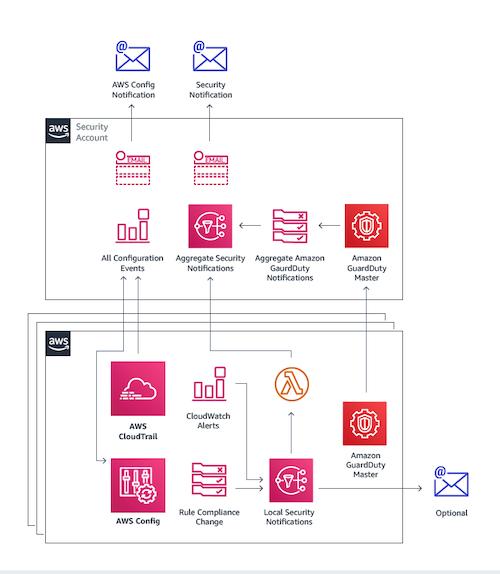 @
@
AWS Config
Notification
Security
Notification
aws
Security
Account
EMAIL
EMAIL
All Configuration
Events
Aggregate Security
Notifications
Aggregate Amazon
GaurdDuty
Notifications
Amazon
GuardDuty
Master
aws
AWS
CloudTrail
CloudWatch
Alerts
Amazon
GuardDuty
Master
@
AWS Config
Rule Compliance
Change
Local Security
Notifications
Optional